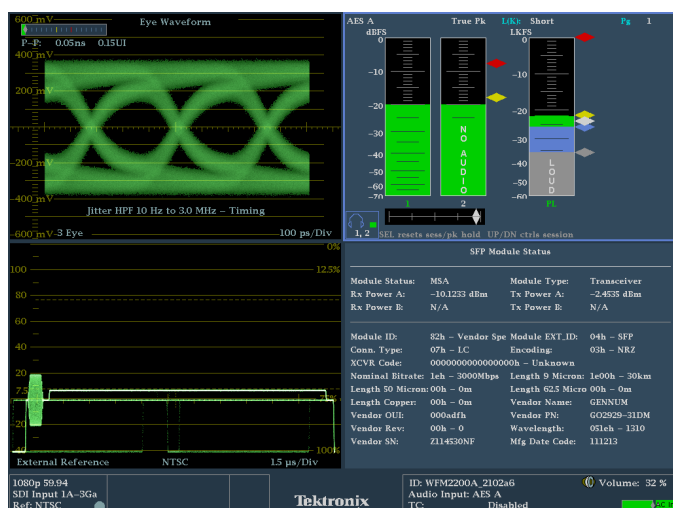 Eye Waveform
600 mV
P-P: 0.05ns 0.15UI
400 mV
200 mV
-200 mV
Jitter HPF 10 Hz to 3.0 MHz - Timing
-600 mV
3 Eye
100 ps/Div
AES A
True Pk
L(K): Short
Pg 1
dBFS
LKFS
0
-10
-20
-30
-40
-50
-60
-70
0
-10
-20
-30
-40
-50
NO AUDIO
LOUD
1
2
PL
1, 2
SEL resets sess/pk hold UP/DN ctrls session
0%
100
12.5%
80
60
40
20
7.5
100%
External Reference
NTSC
1.5 µs/Div
SFP Module Status
Module Status: MSA Module Type: Transceiver
Rx Power A: -10.1233 dBm Tx Power A: -2.4535 dBm
Rx Power B: N/A Tx Power B: N/A
Module ID: 82h - Vendor Spe Module EXT_ID: 04h - SFP
Conn. Type: 07h - LC Encoding: 03h - NRZ
XCVR Code: 0000000000000000h - Unknown
Nominal Bitrate: 1eh - 3000Mbps Length 9 Micron: 1e00h - 30km
Length 50 Micron: 00h - 0m Length 62.5 Micro 00h - 0m
Length Copper: 00h - 0m Vendor Name: GENNUM
Vendor OUI: 000adfh Vendor PN: GO2929-31DM
Vendor Rev: 00h - 0 Wavelength: 051eh - 1310
Vendor SN: Z114530NF Mfg Date Code: 111213
1080p 59.94
SDI Input 1A-3Ga
Ref: NTSC
Tektronix
ID: WFM2200A_2102a6
Volume: 32 %
Audio Input: AES A
TC: Disabled